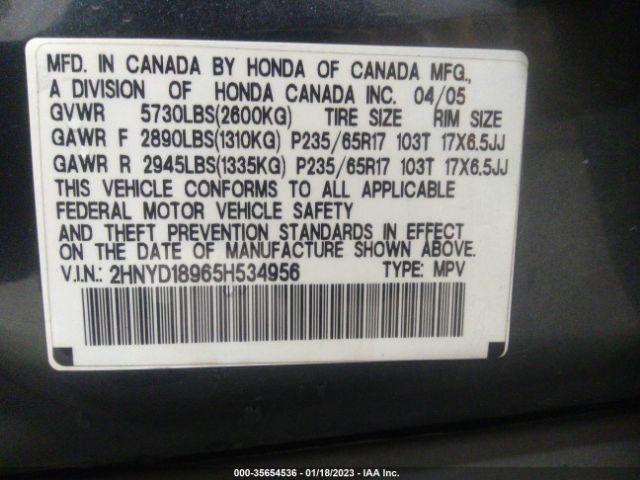 MFD. IN CANADA BY HONDA OF CANADA MFG.,
A DIVISION OF HONDA CANADA INC. 04/05
GVWR 5730LBS(2600KG) TIRE SIZE RIM SIZE
GAWR F 2890LBS(1310KG) P235/65R17 103T 17X6.5JJ
GAWR R 2945LBS(1335KG) P235/65R17 103T 17X6.5JJ
THIS VEHICLE CONFORMS TO ALL APPLICABLE
FEDERAL MOTOR VEHICLE SAFETY
AND THEFT PREVENTION STANDARDS IN EFFECT
ON THE DATE OF MANUFACTURE SHOWN ABOVE.
V.I.N.: 2HNYD18965H534956 TYPE: MPV
000-35654536 - 01/18/2023 - IAA Inc.